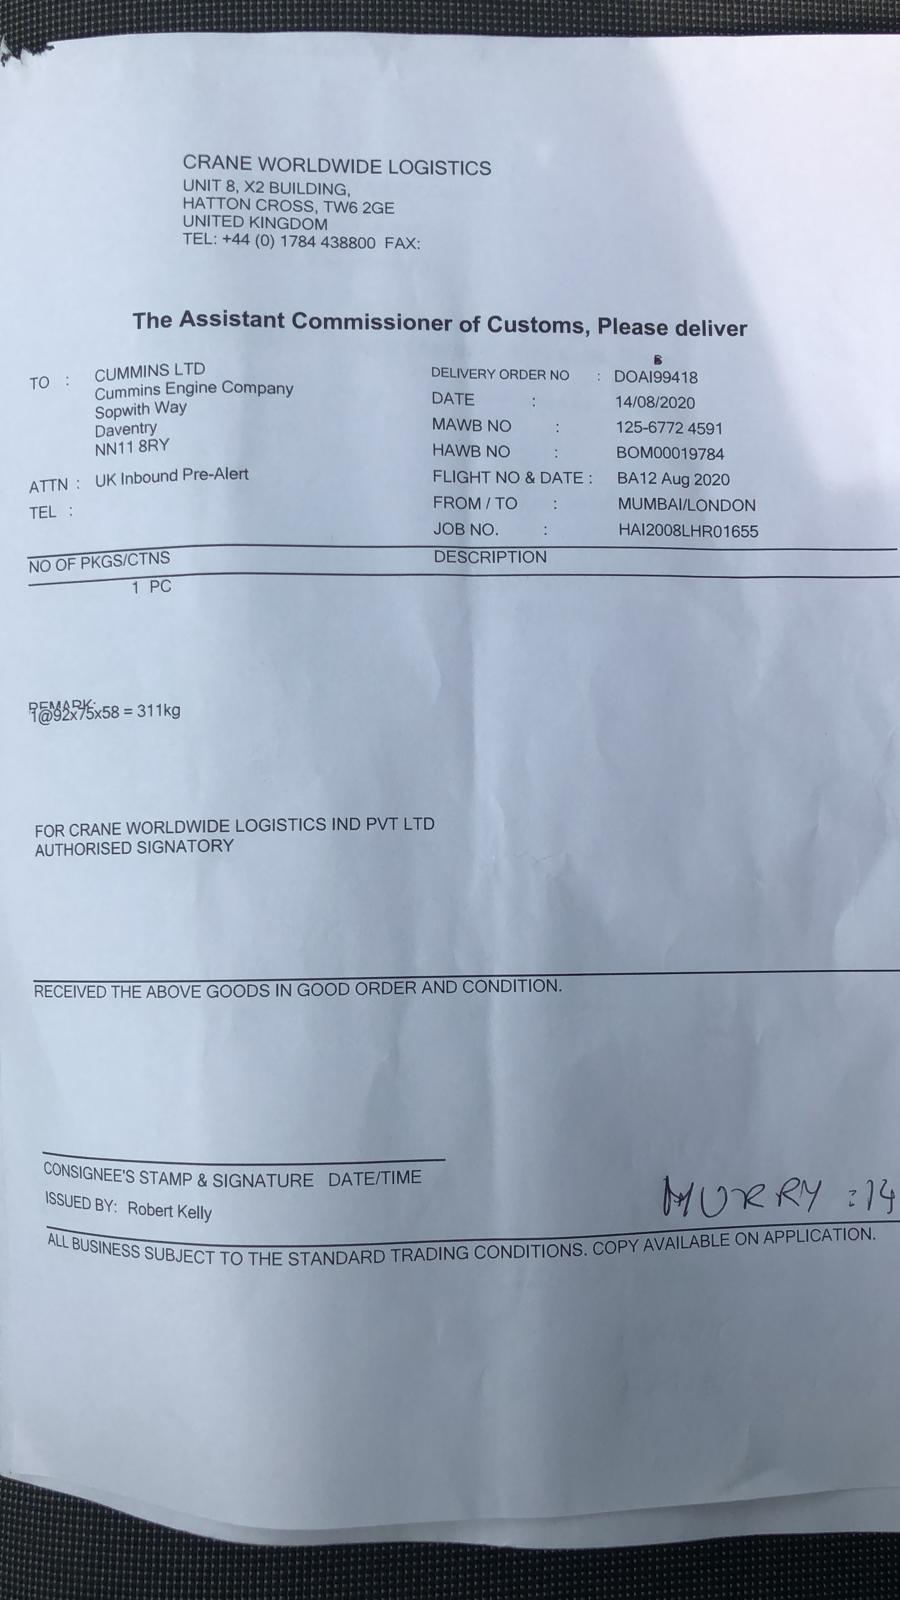 CRANE WORLDWIDE LOGISTICS
UNIT 8, X2 BUILDING,
HATTON CROSS, TW6 2GE
UNITED KINGDOM
TEL: +44 (0) 1784 438800 FAX:
The Assistant Commissioner of Customs, Please deliver
TO : CUMMINS LTD
Cummins Engine Company
Sopwith Way
Daventry
NN11 8RY
ATTN : UK Inbound Pre-Alert
TEL :
B
DELIVERY ORDER NO : DOAI99418
DATE : 14/08/2020
MAWB NO : 125-6772 4591
HAWB NO : BOM00019784
FLIGHT NO & DATE : BA12 Aug 2020
FROM / TO : MUMBAI/LONDON
JOB NO. : HAI2008LHR01655
NO OF PKGS/CTNS DESCRIPTION
1 PC
REMARK:
1@92x75x58 = 311kg
FOR CRANE WORLDWIDE LOGISTICS IND PVT LTD
AUTHORISED SIGNATORY
RECEIVED THE ABOVE GOODS IN GOOD ORDER AND CONDITION.
CONSIGNEE'S STAMP & SIGNATURE DATE/TIME
ISSUED BY: Robert Kelly
MURRY :14
ALL BUSINESS SUBJECT TO THE STANDARD TRADING CONDITIONS. COPY AVAILABLE ON APPLICATION.